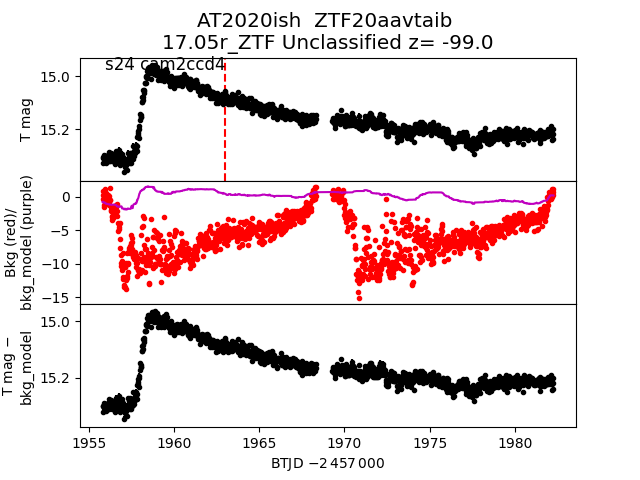 AT2020ish  ZTF20aavtaib
17.05r_ZTF Unclassified z= -99.0
s24 cam2ccd4
15.0
15.2
T mag
0
−5
−10
−15
Bkg (red)/
bkg_model (purple)
15.0
15.2
T mag −
bkg_model
1955 1960 1965 1970 1975 1980
BTJD −2 457 000